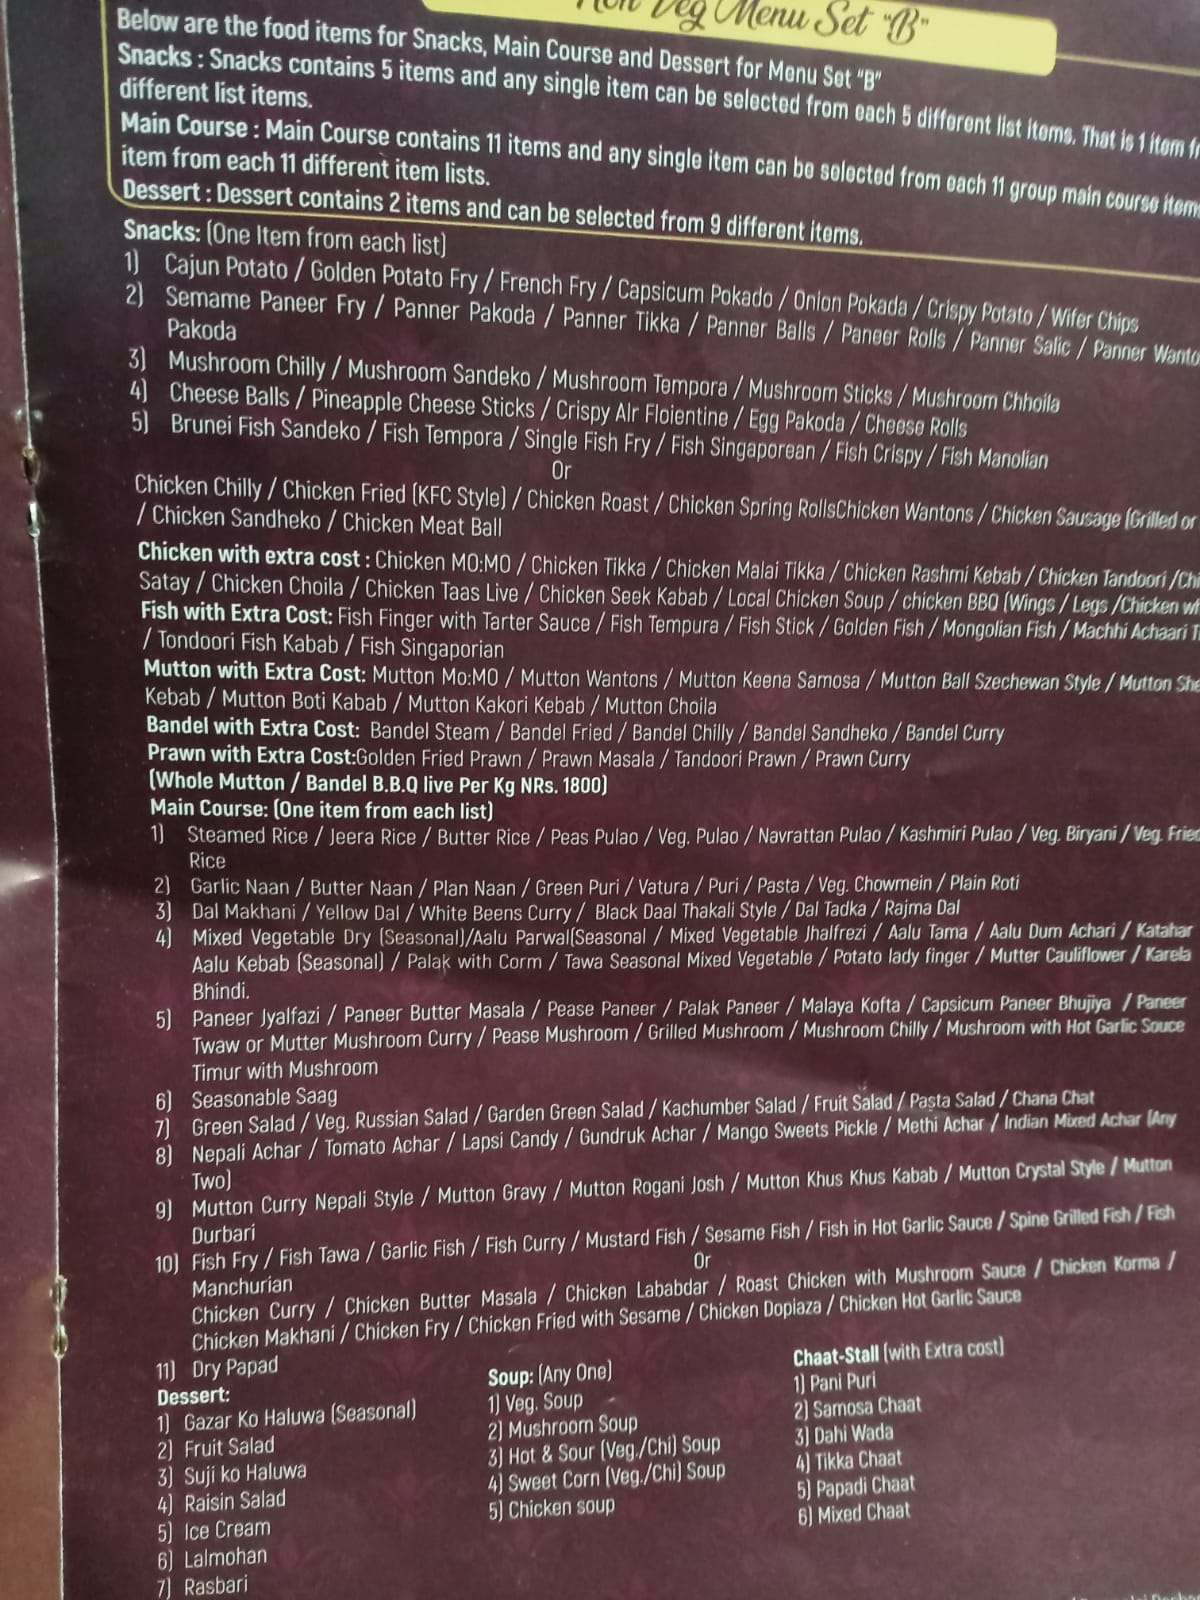 Non Veg Menu Set "B"
Below are the food items for Snacks, Main Course and Dessert for Menu Set "B"
Snacks : Snacks contains 5 items and any single item can be selected from each 5 different list items. That is 1 item
different list items.
Main Course : Main Course contains 11 items and any single item can be selected from each 11 group main course
item from each 11 different item lists.
Dessert : Dessert contains 2 items and can be selected from 9 different items.
Snacks: (One Item from each list)
1) Cajun Potato / Golden Potato Fry / French Fry / Capsicum Pokado / Onion Pokada / Crispy Potato / Wifer Chips
2) Semame Paneer Fry / Panner Pakoda / Panner Tikka / Panner Balls / Paneer Rolls / Panner Salic / Panner
Pakoda
3) Mushroom Chilly / Mushroom Sandeko / Mushroom Tempora / Mushroom Sticks / Mushroom Chhoila
4) Cheese Balls / Pineapple Cheese Sticks / Crispy Alr Floientine / Egg Pakoda / Cheese Rolls
5) Brunei Fish Sandeko / Fish Tempora / Single Fish Fry / Fish Singaporean / Fish Crispy / Fish Manolian
Or
Chicken Chilly / Chicken Fried (KFC Style) / Chicken Roast / Chicken Spring RollsChicken Wantons / Chicken Sausage (Grilled or
/ Chicken Sandheko / Chicken Meat Ball
Chicken with extra cost : Chicken MO:MO / Chicken Tikka / Chicken Malai Tikka / Chicken Rashmi Kebab / Chicken Tandoori /
Satay / Chicken Choila / Chicken Taas Live / Chicken Seek Kabab / Local Chicken Soup / chicken BBQ (Wings / Legs /Chicken
Fish with Extra Cost: Fish Finger with Tarter Sauce / Fish Tempura / Fish Stick / Golden Fish / Mongolian Fish / Machhi Achaari
/ Tondoori Fish Kabab / Fish Singaporian
Mutton with Extra Cost: Mutton Mo:MO / Mutton Wantons / Mutton Keena Samosa / Mutton Ball Szechewan Style / Mutton
Kebab / Mutton Boti Kabab / Mutton Kakori Kebab / Mutton Choila
Bandel with Extra Cost: Bandel Steam / Bandel Fried / Bandel Chilly / Bandel Sandheko / Bandel Curry
Prawn with Extra Cost:Golden Fried Prawn / Prawn Masala / Tandoori Prawn / Prawn Curry
(Whole Mutton / Bandel B.B.Q live Per Kg NRs. 1800)
Main Course: (One item from each list)
1) Steamed Rice / Jeera Rice / Butter Rice / Peas Pulao / Veg. Pulao / Navrattan Pulao / Kashmiri Pulao / Veg. Biryani / Veg. Fried
Rice
2) Garlic Naan / Butter Naan / Plan Naan / Green Puri / Vatura / Puri / Pasta / Veg. Chowmein / Plain Roti
3) Dal Makhani / Yellow Dal / White Beens Curry / Black Daal Thakali Style / Dal Tadka / Rajma Dal
4) Mixed Vegetable Dry (Seasonal)/Aalu Parwal(Seasonal / Mixed Vegetable Jhalfrezi / Aalu Tama / Aalu Dum Achari / Katahar
Aalu Kebab (Seasonal) / Palak with Corm / Tawa Seasonal Mixed Vegetable / Potato lady finger / Mutter Cauliflower / Karela
Bhindi.
5) Paneer Jyalfazi / Paneer Butter Masala / Pease Paneer / Palak Paneer / Malaya Kofta / Capsicum Paneer Bhujiya / Paneer
Twaw or Mutter Mushroom Curry / Pease Mushroom / Grilled Mushroom / Mushroom Chilly / Mushroom with Hot Garlic Souce
Timur with Mushroom
6) Seasonable Saag
7) Green Salad / Veg. Russian Salad / Garden Green Salad / Kachumber Salad / Fruit Salad / Pasta Salad / Chana Chat
8) Nepali Achar / Tomato Achar / Lapsi Candy / Gundruk Achar / Mango Sweets Pickle / Methi Achar / Indian Mixed Achar (Any
Two)
9) Mutton Curry Nepali Style / Mutton Gravy / Mutton Rogani Josh / Mutton Khus Khus Kabab / Mutton Crystal Style / Mutton
Durbari
10) Fish Fry / Fish Tawa / Garlic Fish / Fish Curry / Mustard Fish / Sesame Fish / Fish in Hot Garlic Sauce / Spine Grilled Fish / Fish
Manchurian
Or
Chicken Curry / Chicken Butter Masala / Chicken Lababdar / Roast Chicken with Mushroom Sauce / Chicken Korma /
Chicken Makhani / Chicken Fry / Chicken Fried with Sesame / Chicken Dopiaza / Chicken Hot Garlic Sauce
11) Dry Papad
Dessert:
1) Gazar Ko Haluwa (Seasonal)
2) Fruit Salad
3) Suji ko Haluwa
4) Raisin Salad
5) Ice Cream
6) Lalmohan
7) Rasbari
Soup: (Any One)
1) Veg. Soup
2) Mushroom Soup
3) Hot & Sour (Veg./Chi) Soup
4) Sweet Corn (Veg./Chi) Soup
5) Chicken soup
Chaat-Stall (with Extra cost)
1) Pani Puri
2) Samosa Chaat
3) Dahi Wada
4) Tikka Chaat
5) Papadi Chaat
6) Mixed Chaat